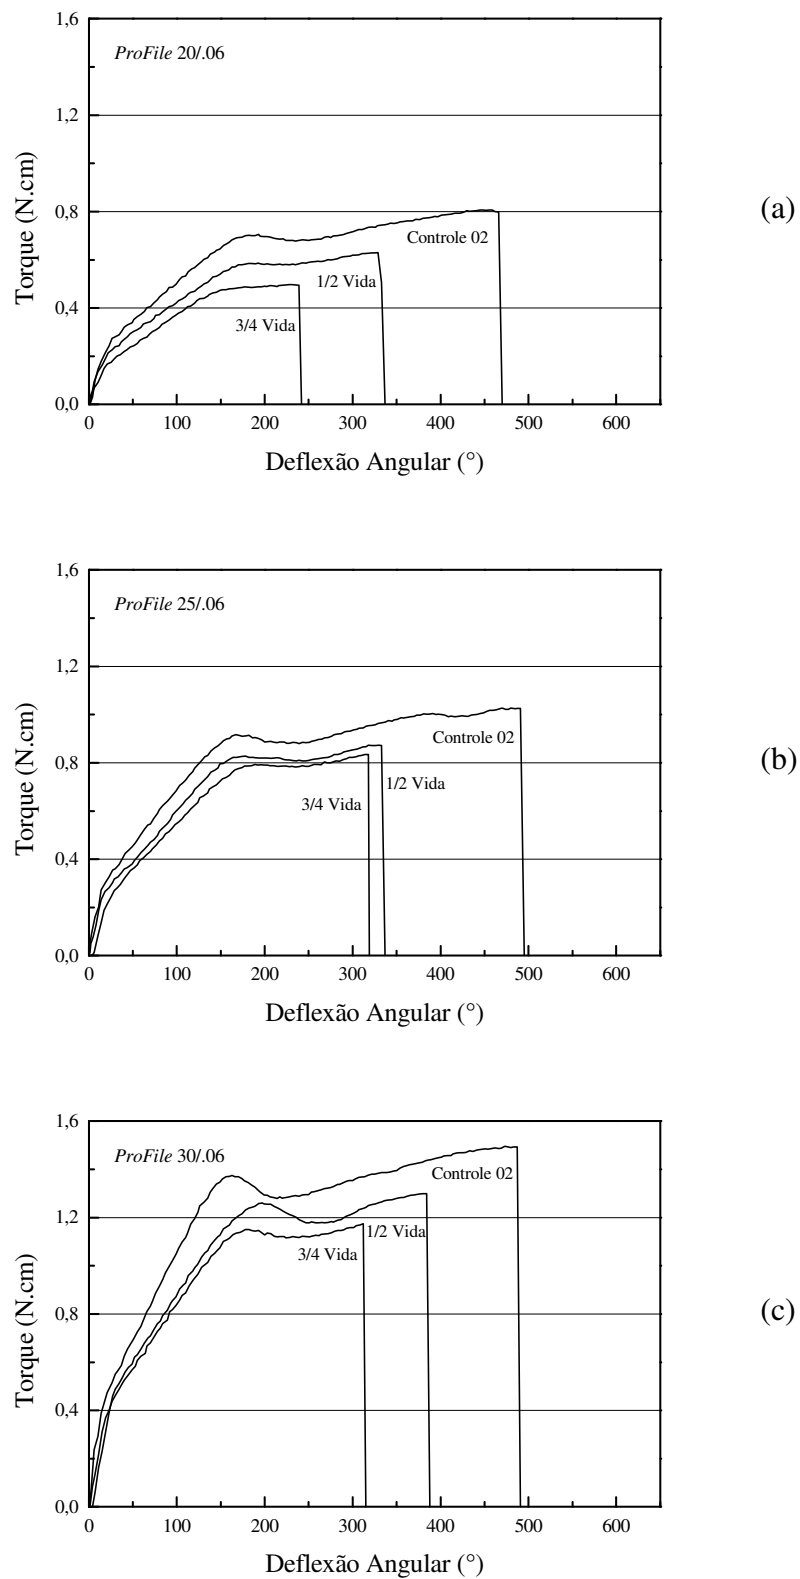 1,6
ProFile 20/.06
1,2
Torque (N.cm)
(a)
0,8
Controle 02
1/2 Vida
0,4
3/4 Vida
0,0
0 100 200 300 400 500 600
Deflexão Angular (°)
1,6
ProFile 25/.06
1,2
Torque (N.cm)
(b)
Controle 02
0,8
1/2 Vida
3/4 Vida
0,4
0,0
0 100 200 300 400 500 600
Deflexão Angular (°)
1,6
ProFile 30/.06
Controle 02
1,2
1/2 Vida
3/4 Vida
Torque (N.cm)
(c)
0,8
0,4
0,0
0 100 200 300 400 500 600
Deflexão Angular (°)